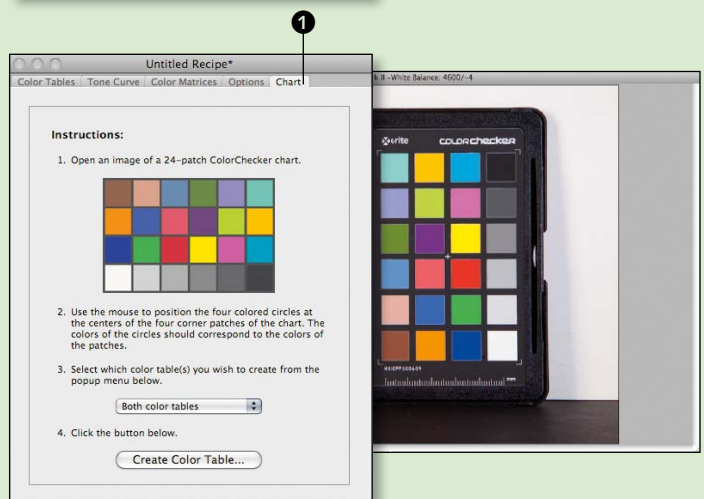 1
Untitled Recipe*
Color Tables Tone Curve Color Matrices Options Chart
Instructions:
1. Open an image of a 24-patch ColorChecker chart.
2. Use the mouse to position the four colored circles at
the centers of the four corner patches of the chart. The
colors of the circles should correspond to the colors of
the patches.
3. Select which color table(s) you wish to create from the
popup menu below.
Both color tables
4. Click the button below.
Create Color Table...
II - White Balance: 4600/-4
x-rite colorchecker
mm